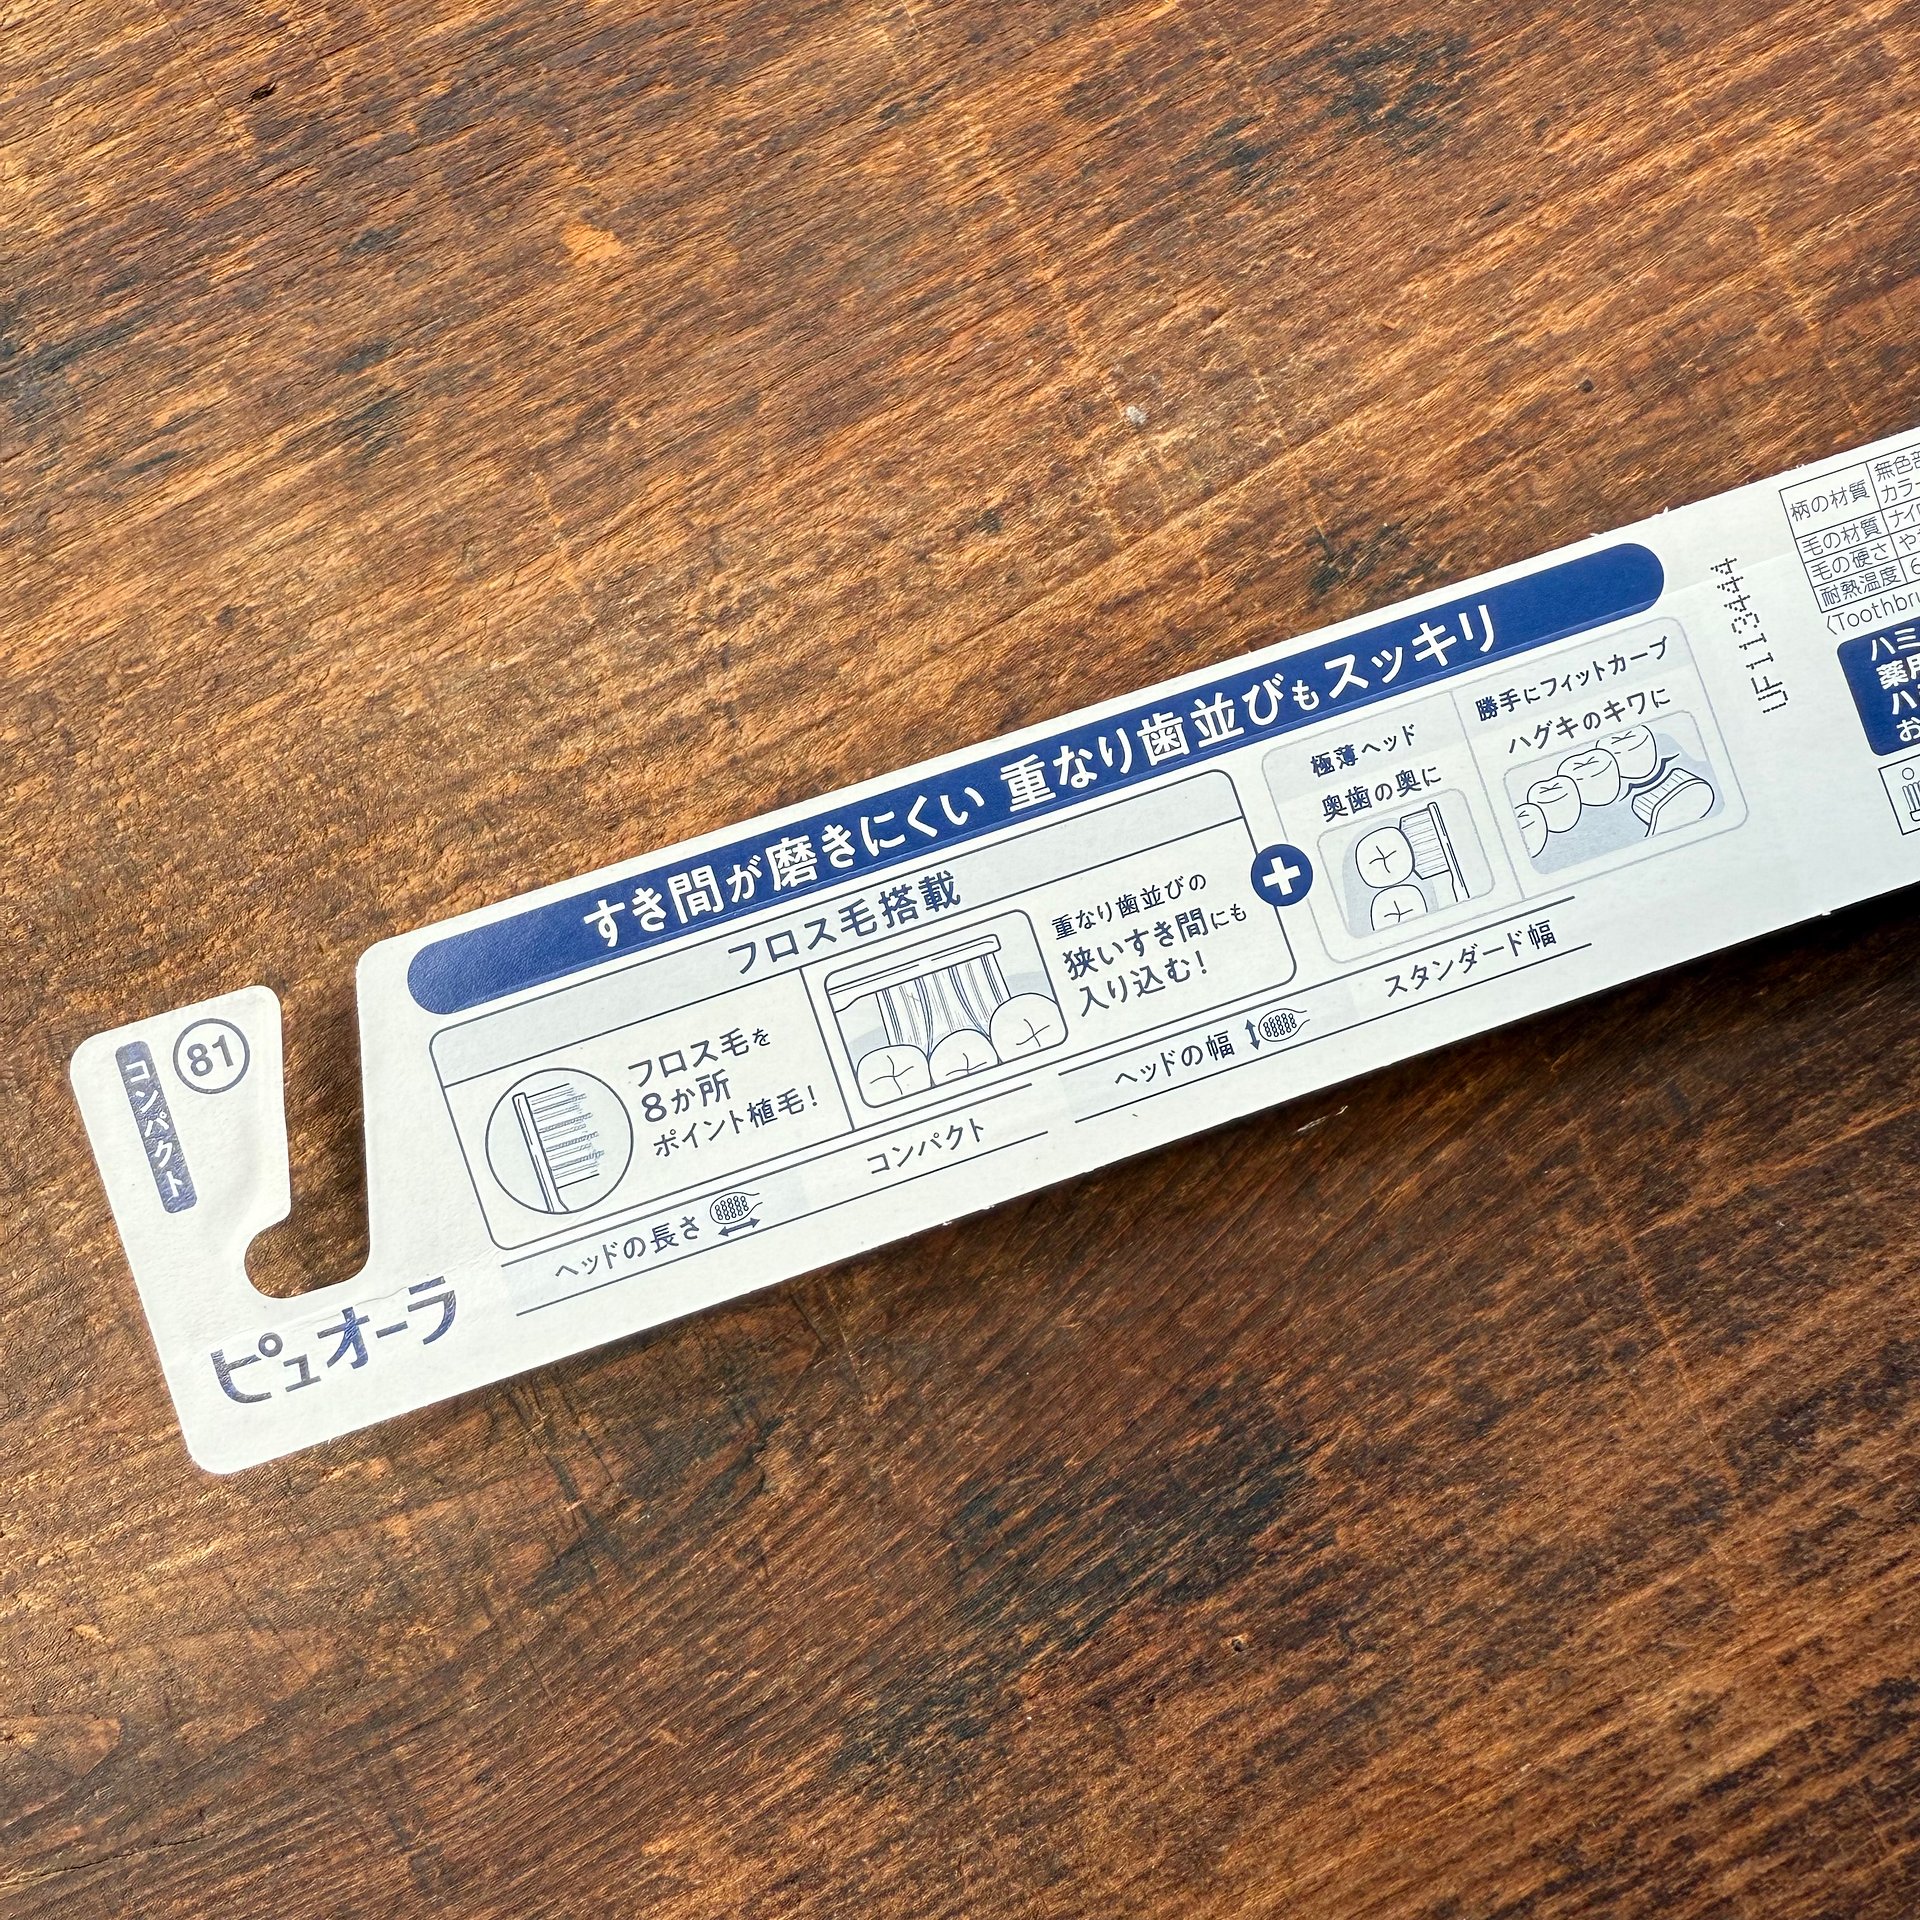 81
コンパクト
ピュオーラ
すき間が磨きにくい 重なり歯並びもスッキリ
フロス毛搭載
フロス毛を
8か所
ポイント植毛!
重なり歯並びの
狭いすき間にも
入り込む!
極薄ヘッド
奥歯の奥に
勝手にフィットカーブ
ハグキのキワに
ヘッドの長さ
コンパクト
ヘッドの幅
スタンダード幅
柄の材質
無色部
カラー
毛の材質
毛の硬さ
耐熱温度